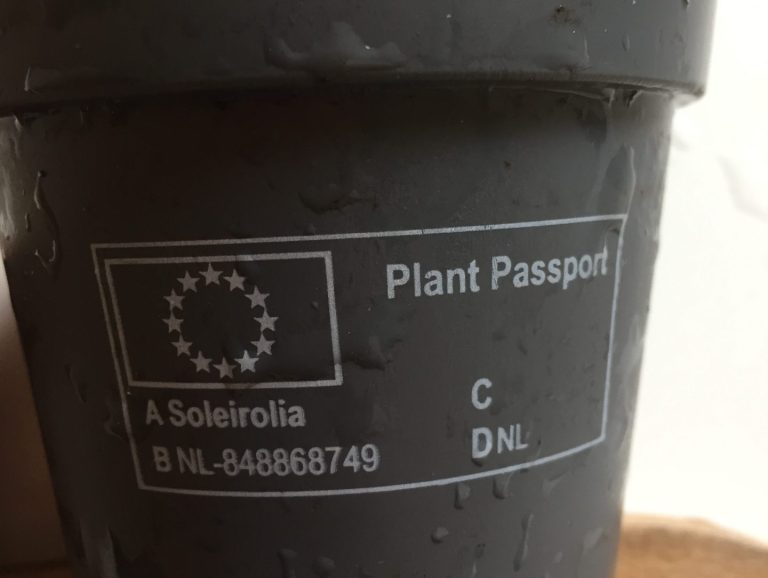 Plant Passport
A Soleirolia
B NL-848868749
C
D NL